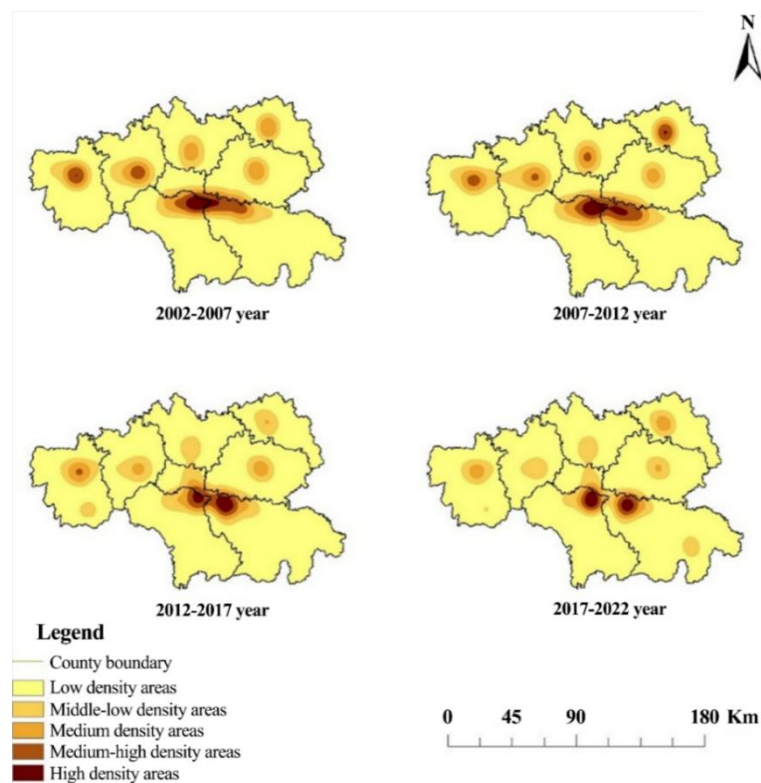 N
2002-2007 year
2007-2012 year
2012-2017 year
2017-2022 year
Legend
County boundary
Low density areas
Middle-low density areas
Medium density areas
Medium-high density areas
High density areas
0 45 90 180 Km